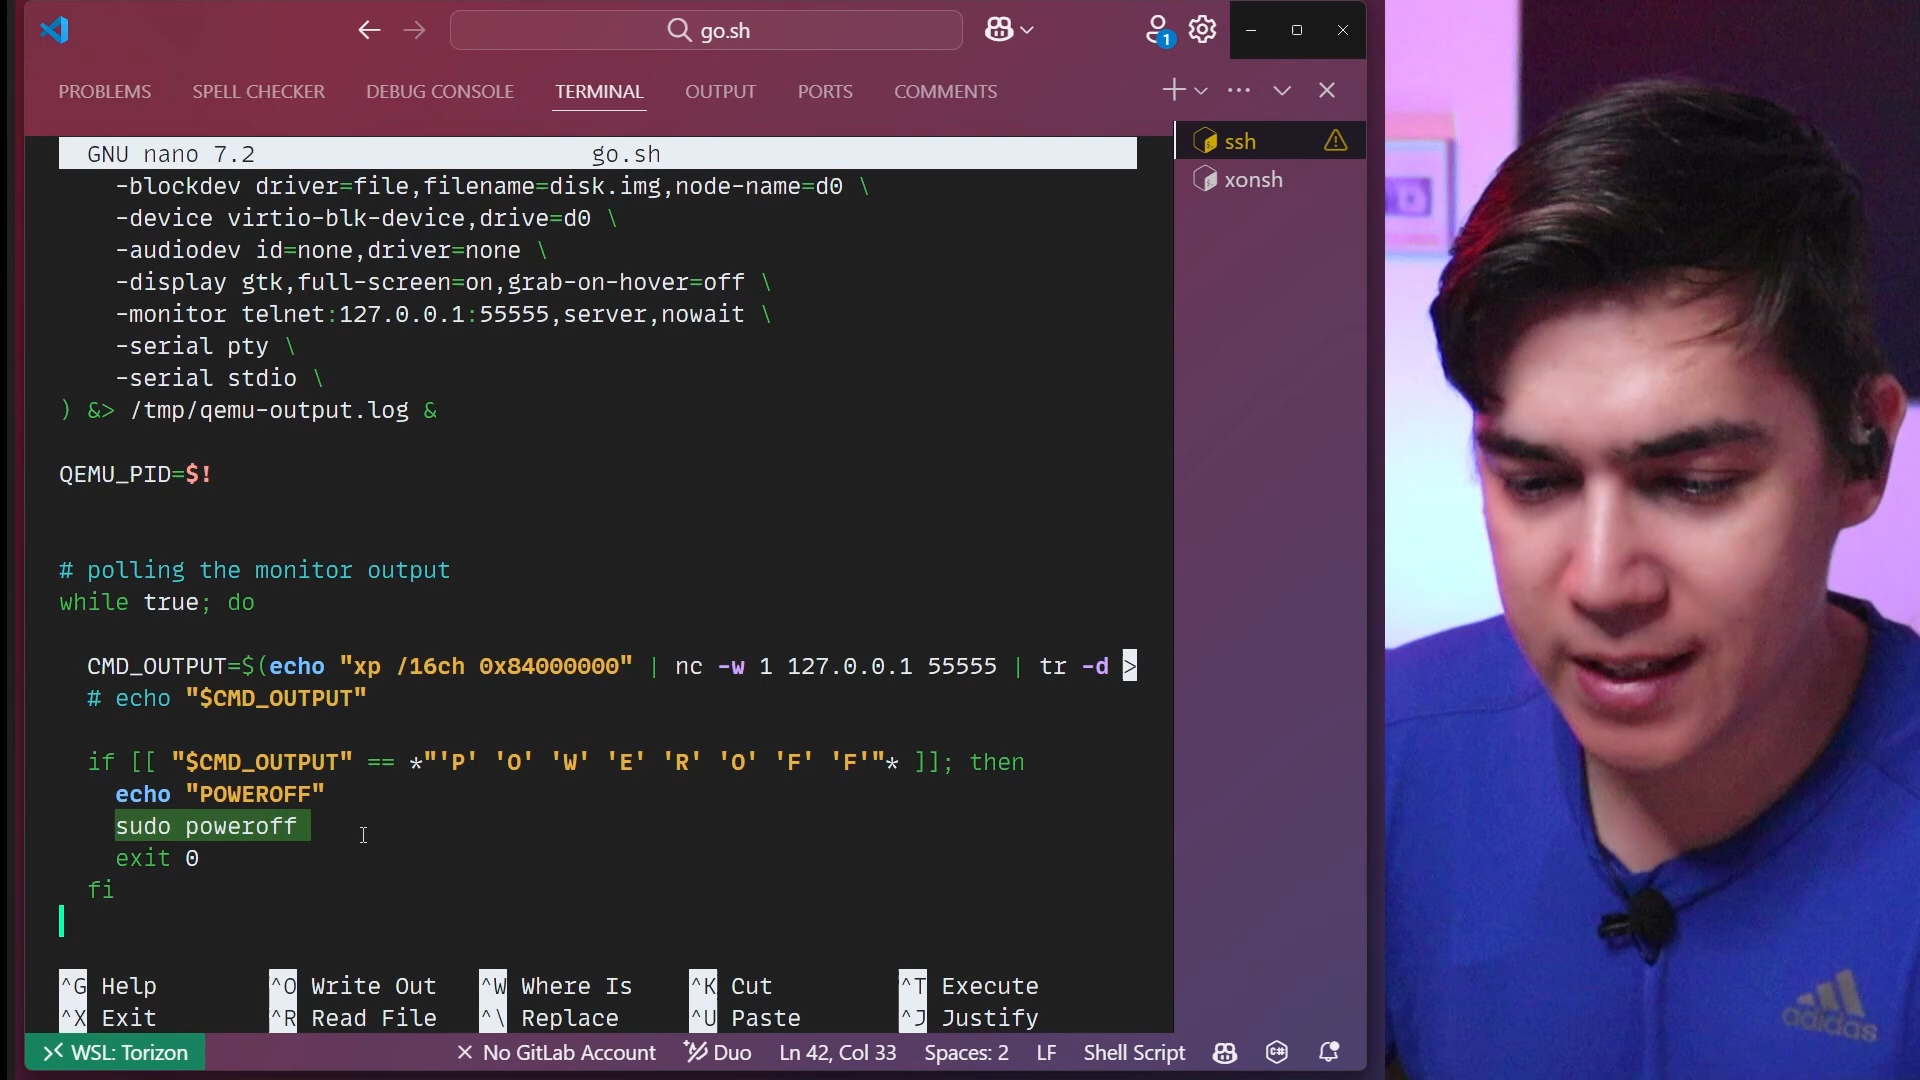 go.sh
1
PROBLEMS SPELL CHECKER DEBUG CONSOLE TERMINAL OUTPUT PORTS COMMENTS
GNU nano 7.2 go.sh
-blockdev driver=file,filename=disk.img,node-name=d0 \
-device virtio-blk-device,drive=d0 \
-audiodev id=none,driver=none \
-display gtk,full-screen=on,grab-on-hover=off \
-monitor telnet:127.0.0.1:55555,server,nowait \
-serial pty \
-serial stdio \
) &> /tmp/qemu-output.log &
QEMU_PID=$!
# polling the monitor output
while true; do
CMD_OUTPUT=$(echo "xp /16ch 0x84000000" | nc -w 1 127.0.0.1 55555 | tr -d >
# echo "$CMD_OUTPUT"
if [[ "$CMD_OUTPUT" == *"'P' 'O' 'W' 'E' 'R' 'O' 'F' 'F'"* ]]; then
echo "POWEROFF"
sudo poweroff
exit 0
fi
^G Help ^O Write Out ^W Where Is ^K Cut ^T Execute
^X Exit ^R Read File ^\ Replace ^U Paste ^J Justify
WSL: Torizon No GitLab Account Duo Ln 42, Col 33 Spaces: 2 LF Shell Script
ssh
xonsh
adidas